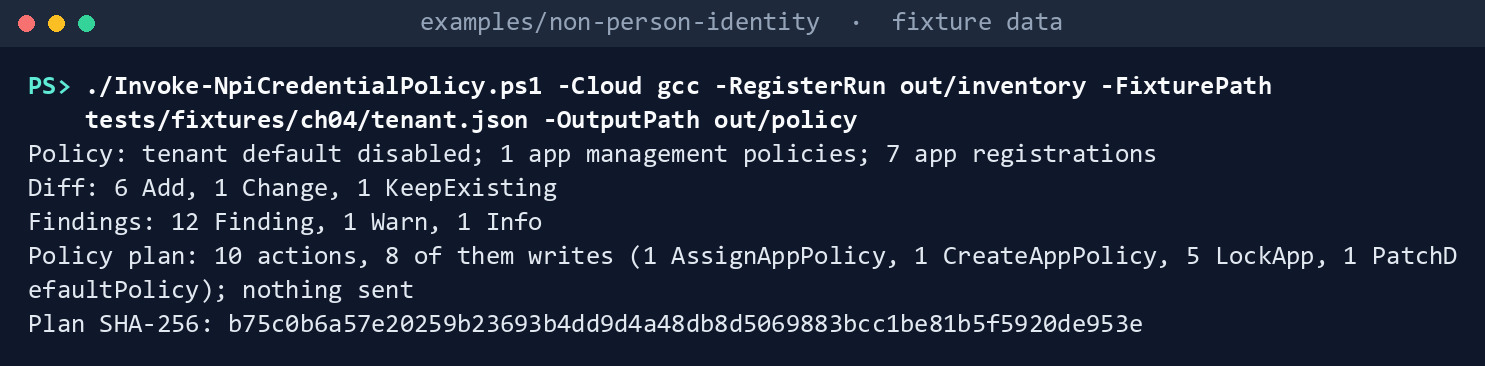 examples/non-person-identity · fixture data
PS> ./Invoke-NpiCredentialPolicy.ps1 -Cloud gcc -RegisterRun out/inventory -FixturePath
tests/fixtures/ch04/tenant.json -OutputPath out/policy
Policy: tenant default disabled; 1 app management policies; 7 app registrations
Diff: 6 Add, 1 Change, 1 KeepExisting
Findings: 12 Finding, 1 Warn, 1 Info
Policy plan: 10 actions, 8 of them writes (1 AssignAppPolicy, 1 CreateAppPolicy, 5 LockApp, 1 PatchD
efaultPolicy); nothing sent
Plan SHA-256: b75c0b6a57e20259b23693b4dd9d4a48db8d5069883bcc1be81b5f5920de953e